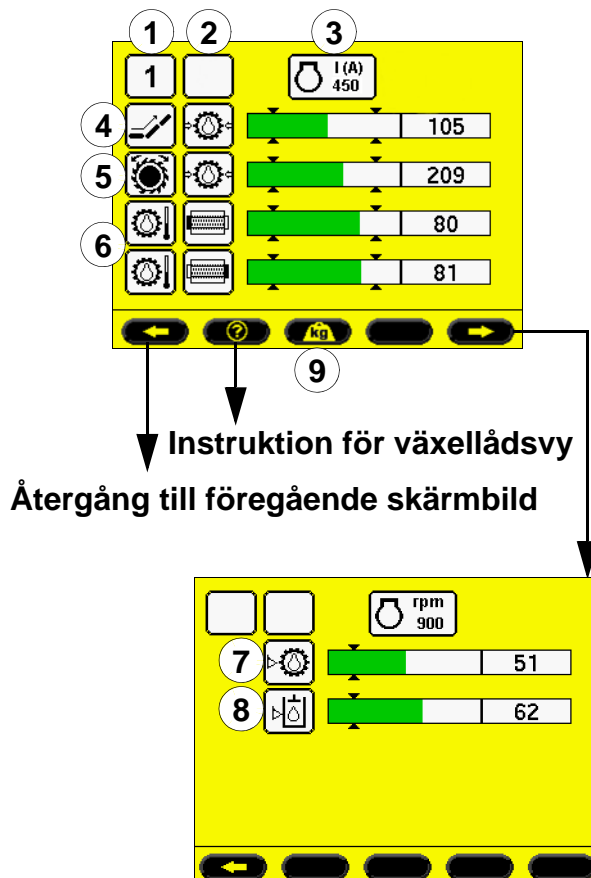 1 2 3
1
I (A)
450
4 105
5 209
6 80
81
kg
9
Instruktion för växellådsvy
Återgång till föregående skärmbild
rpm
900
7 51
8 62